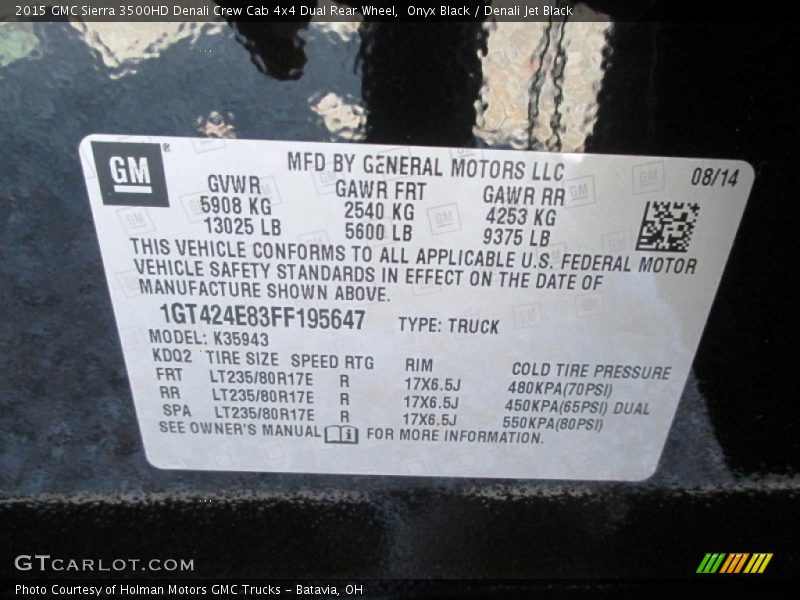 2015 GMC Sierra 3500HD Denali Crew Cab 4x4 Dual Rear Wheel, Onyx Black / Denali Jet Black
GM ® MFD BY GENERAL MOTORS LLC 08/14
GVWR GAWR FRT GAWR RR
5908 KG 2540 KG 4253 KG
13025 LB 5600 LB 9375 LB
THIS VEHICLE CONFORMS TO ALL APPLICABLE U.S. FEDERAL MOTOR
VEHICLE SAFETY STANDARDS IN EFFECT ON THE DATE OF
MANUFACTURE SHOWN ABOVE.
1GT424E83FF195647 TYPE: TRUCK
MODEL: K35943
KDQ2 TIRE SIZE SPEED RTG RIM COLD TIRE PRESSURE
FRT LT235/80R17E R 17X6.5J 480KPA(70PSI)
RR LT235/80R17E R 17X6.5J 450KPA(65PSI) DUAL
SPA LT235/80R17E R 17X6.5J 550KPA(80PSI)
SEE OWNER'S MANUAL i FOR MORE INFORMATION.
GTCARLOT.COM
Photo Courtesy of Holman Motors GMC Trucks - Batavia, OH